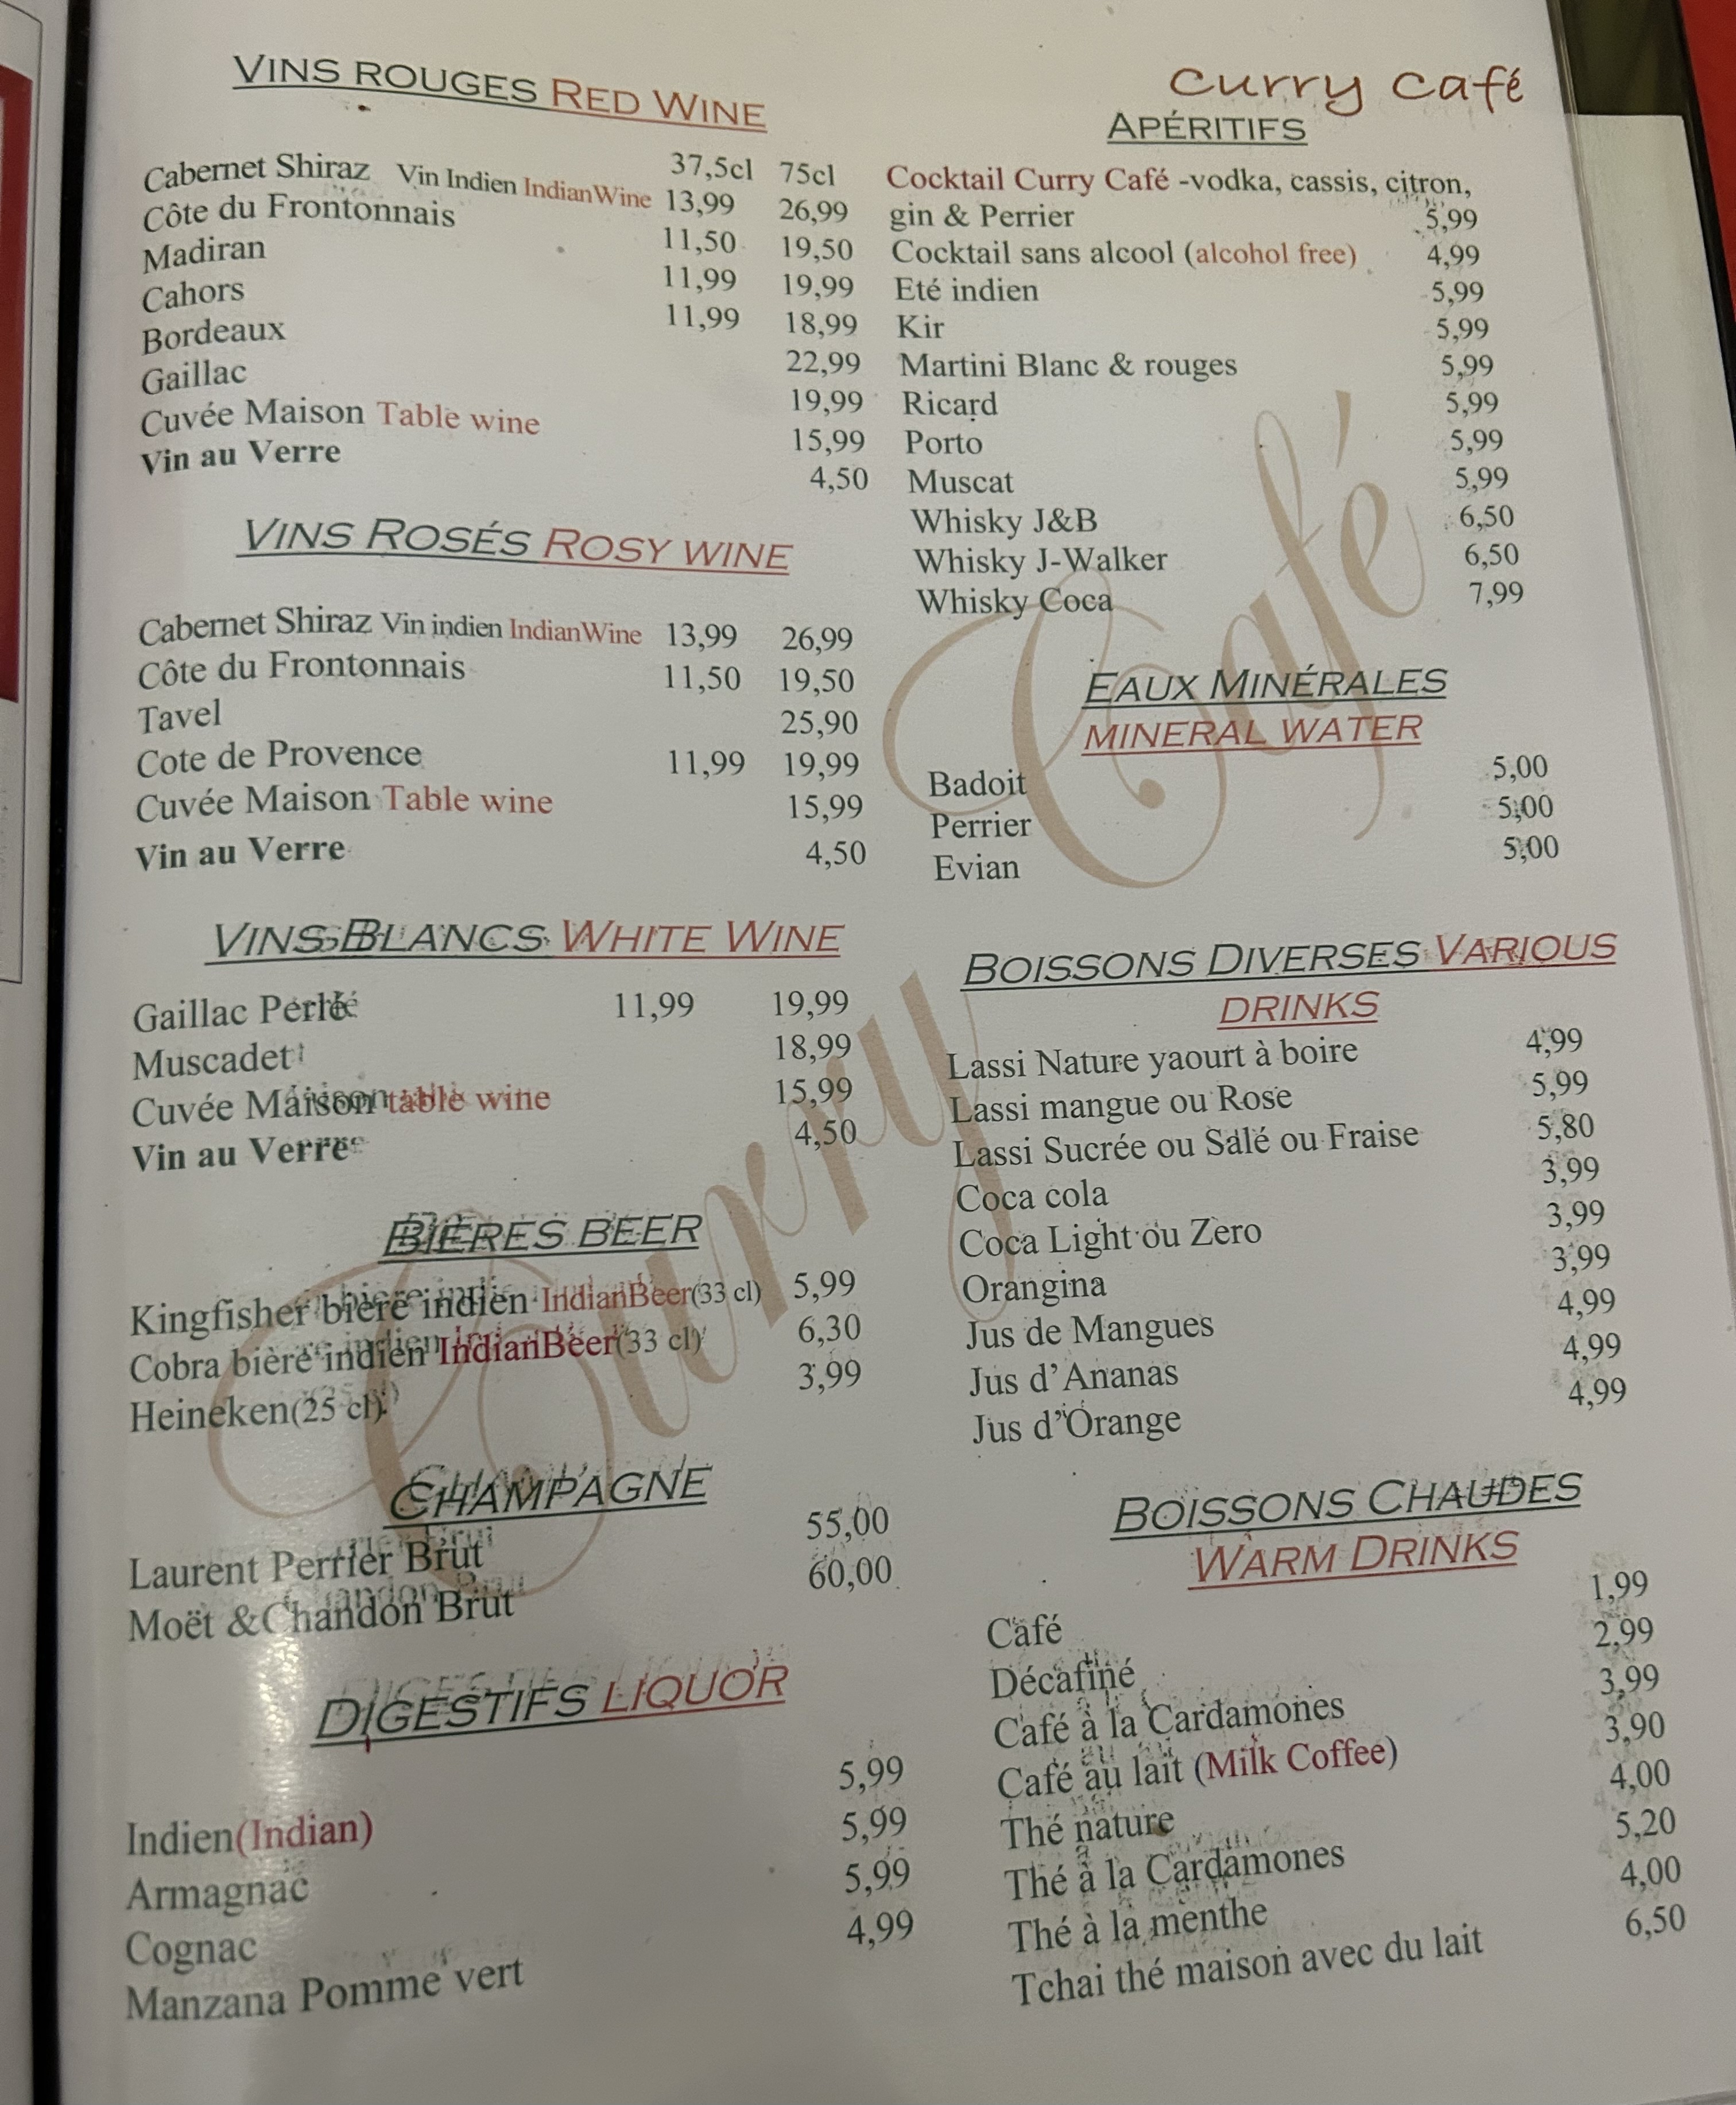 VINS ROUGES RED WINE
37,5cl 75cl
Cabernet Shiraz Vin Indien IndianWine 13,99 26,99
Côte du Frontonnais 11,50 19,50
Madiran 11,99 19,99
Cahors 11,99 18,99
Bordeaux 22,99
Gaillac 19,99
Cuvée Maison Table wine 15,99
Vin au Verre 4,50
VINS ROSÉS ROSY WINE
Cabernet Shiraz Vin indien IndianWine 13,99 26,99
Côte du Frontonnais 11,50 19,50
Tavel 25,90
Cote de Provence 11,99 19,99
Cuvée Maison Table wine 15,99
Vin au Verre 4,50
VINS BLANCS WHITE WINE
Gaillac Perlé 11,99 19,99
Muscadet 18,99
Cuvée Maison table wine 15,99
Vin au Verre 4,50
BIÈRES BEER
Kingfisher bière indien IndianBeer(33 cl) 5,99
Cobra bière indien IndianBeer(33 cl) 6,30
Heineken(25 cl) 3,99
CHAMPAGNE
Laurent Perrier Brut 55,00
Moët &Chandon Brut 60,00
DIGESTIFS LIQUOR
Indien(Indian) 5,99
Armagnac 5,99
Cognac 5,99
Manzana Pomme vert 4,99
curry café
APÉRITIFS
Cocktail Curry Café -vodka, cassis, citron,
gin & Perrier 5,99
Cocktail sans alcool (alcohol free) 4,99
Eté indien 5,99
Kir 5,99
Martini Blanc & rouges 5,99
Ricard 5,99
Porto 5,99
Muscat 5,99
Whisky J&B 6,50
Whisky J-Walker 6,50
Whisky Coca 7,99
EAUX MINÉRALES
MINERAL WATER
Badoit 5,00
Perrier 5,00
Evian 5,00
BOISSONS DIVERSES VARIOUS
DRINKS
Lassi Nature yaourt à boire 4,99
Lassi mangue ou Rose 5,99
Lassi Sucrée ou Salé ou Fraise 5,80
Coca cola 3,99
Coca Light ou Zero 3,99
Orangina 3,99
Jus de Mangues 4,99
Jus d'Ananas 4,99
Jus d'Orange 4,99
BOISSONS CHAUDES
WARM DRINKS
Café 1,99
Décafiné 2,99
Café à la Cardamones 3,99
Café au lait (Milk Coffee) 3,90
Thé nature 4,00
Thé à la Cardamones 5,20
Thé à la menthe 4,00
Tchai thé maison avec du lait 6,50
Curry Café